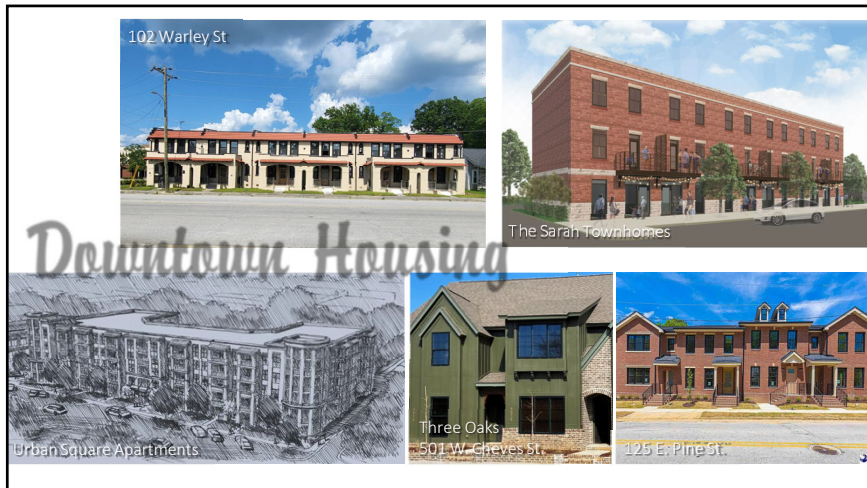 102 Warley St
The Sarah Townhomes
Downtown Housing
Urban Square Apartments
Three Oaks
501 W. Cheves St.
125 E. Pine St.